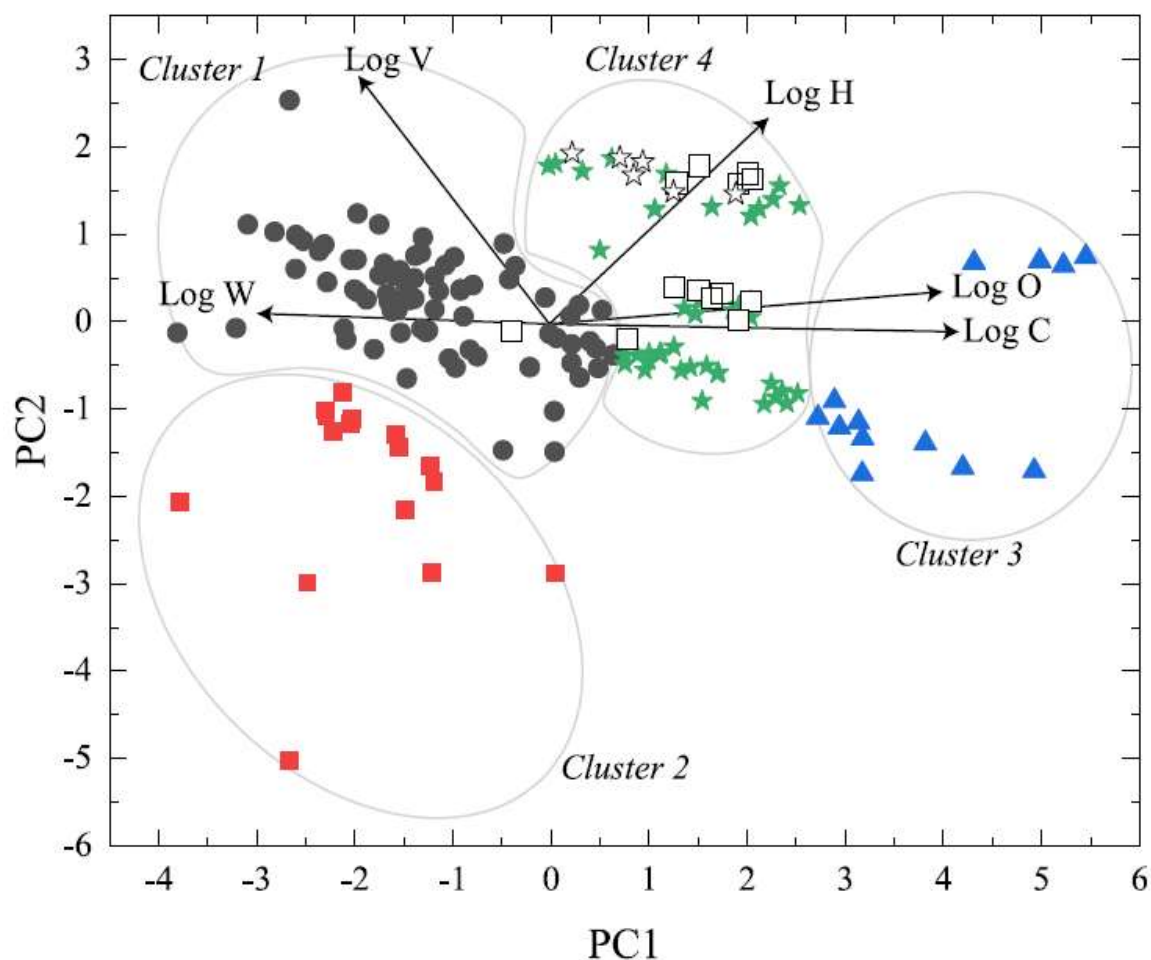 Cluster 1
Log V
Cluster 4
Log H
Log W
Log O
Log C
Cluster 3
Cluster 2
3
2
1
0
-1
-2
-3
-4
-5
-6
PC2
-4 -3 -2 -1 0 1 2 3 4 5 6
PC1